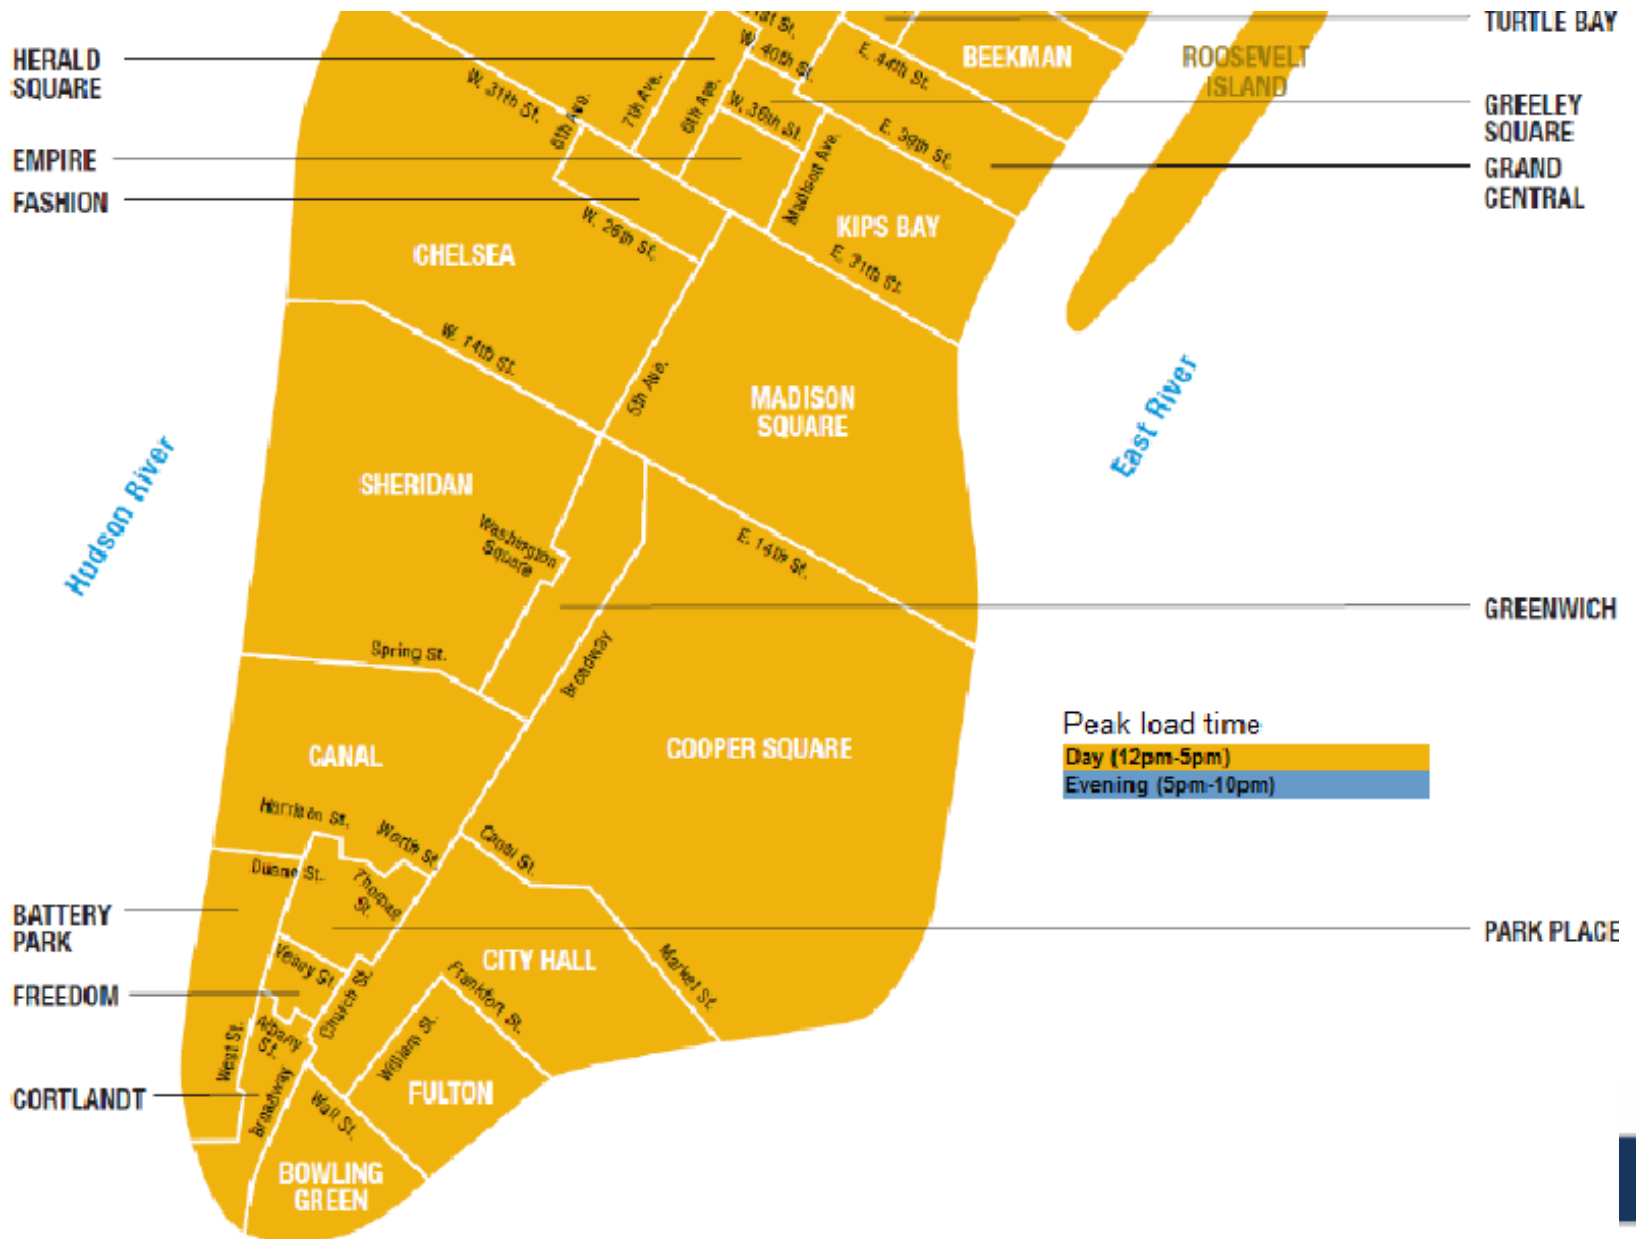 TURTLE BAY
HERALD
SQUARE
W. 40th St.
E. 44th St.
BEEKMAN
ROOSEVELT
ISLAND
W. 31th St.
8th Ave.
7th Ave.
6th Ave.
W. 36th St.
GREELEY
SQUARE
E. 38th St.
Madison Ave.
EMPIRE
GRAND
CENTRAL
FASHION
W. 26th St.
KIPS BAY
E. 31th St.
CHELSEA
W. 14th St.
5th Ave.
MADISON
SQUARE
East River
Hudson River
SHERIDAN
Washington
Square
E. 14th St.
GREENWICH
Spring St.
Broadway
Peak load time
Day (12pm-5pm)
Evening (5pm-10pm)
CANAL
COOPER SQUARE
Harrison St.
Worth St.
Canal St.
Duane St.
Thomas
St.
BATTERY
PARK
PARK PLACE
CITY HALL
Vesey St.
Church St.
Frankfort St.
Market St.
FREEDOM
Albany
St.
West St.
William St.
CORTLANDT
Broadway
Wall St.
FULTON
BOWLING
GREEN